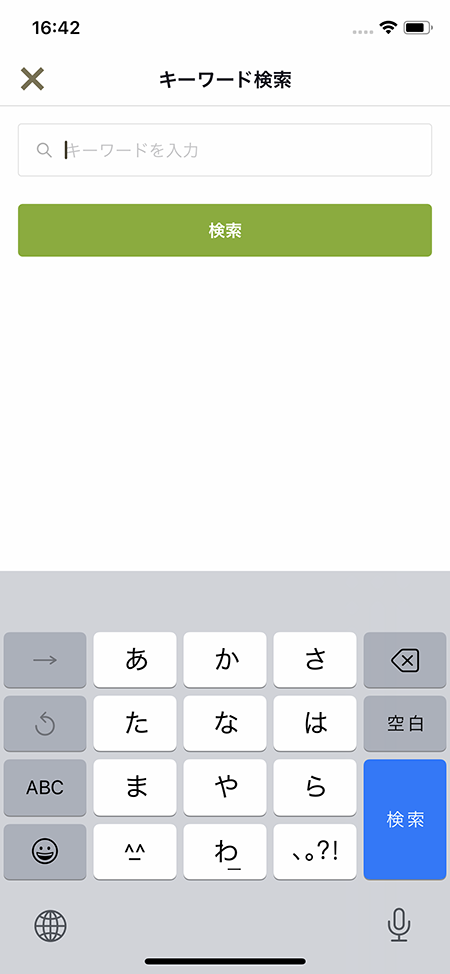 16:42
キーワード検索
キーワードを入力
検索
→ あ か さ
た な は 空白
ABC ま や ら 検索
^_^ わ_ 、。?!